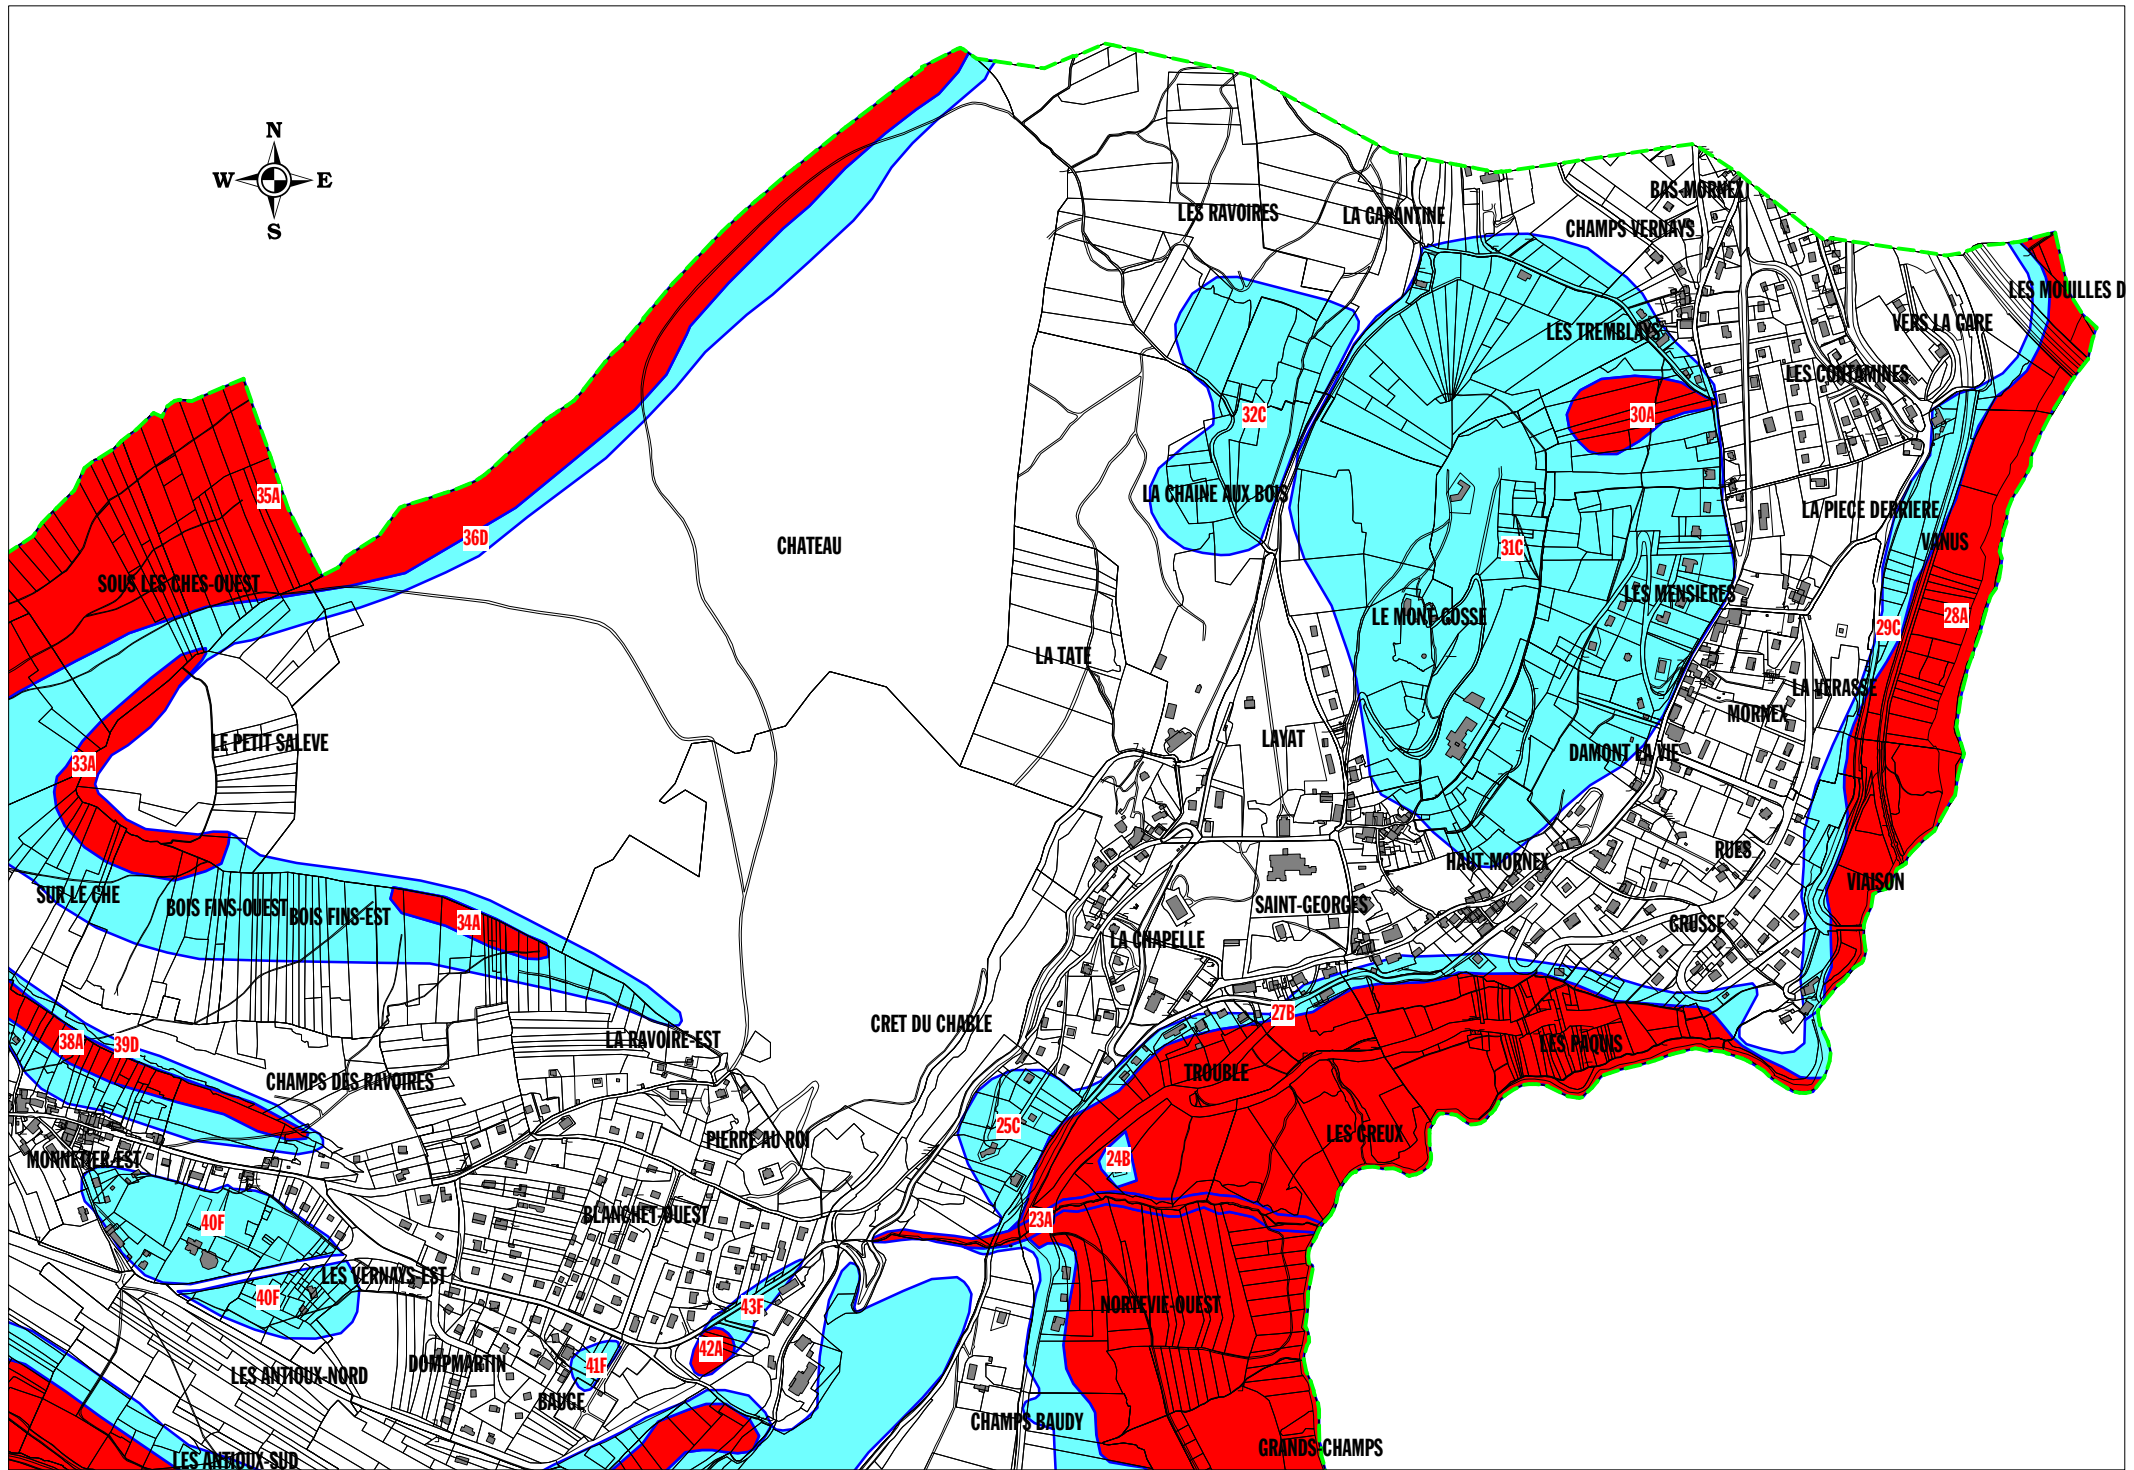 N
W E
S
BAS-MORNEX
LES RAVOIRES
LA GARANTINE
CHAMPS VERNAYS
LES MOUILLES D
VERS LA GARE
LES TREMBLAYS
LES CONTAMINES
32C
30A
35A
LA CHAINE AUX BOIS
LA PIECE DERRIERE
36D
CHATEAU
31C
VANUS
SOUS LES CHES-OUEST
LES MENSIERES
LE MONT-GOSSE
28A
29C
LA TATE
LA VERASSE
MORNEX
LE PETIT SALEVE
LAYAT
DAMONT LA VIE
33A
RUES
HAUT-MORNEX
VIAISON
SUR LE CHE
BOIS FINS-OUEST
BOIS FINS-EST
SAINT-GEORGES
34A
GRUSSE
LA CHAPELLE
27B
CRET DU CHABLE
LA RAVOIRE-EST
38A
39D
LES PAQUIS
TROUBLE
CHAMPS DES RAVOIRES
25C
LES CREUX
PIERRE AU ROI
24B
MONNETIER-EST
BLANCHET-OUEST
40F
23A
LES VERNAYS-EST
40F
43F
NORTEVIE-OUEST
42A
DOMPMARTIN
41F
LES ANTIOUX-NORD
BAUGE
CHAMPS BAUDY
GRANDS-CHAMPS
LES ANTIOUX-SUD